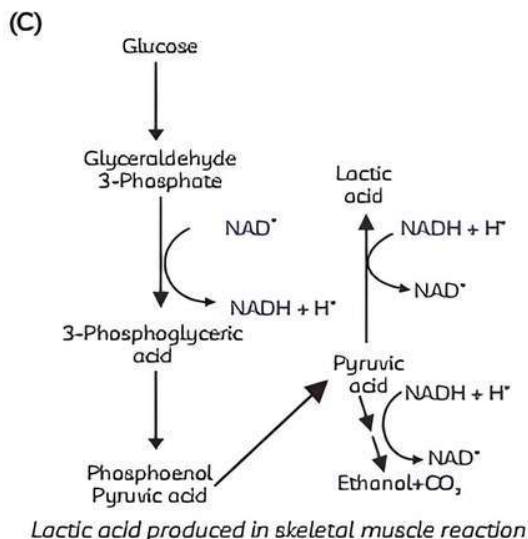 (C)
Glucose
Glyceraldehyde
3-Phosphate
NAD⁺
NADH + H⁺
3-Phosphoglyceric
acid
Phosphoenol
Pyruvic acid
Lactic
acid
NADH + H⁺
NAD⁺
Pyruvic
acid
NADH + H⁺
NAD⁺
Ethanol+CO₂
Lactic acid produced in skeletal muscle reaction